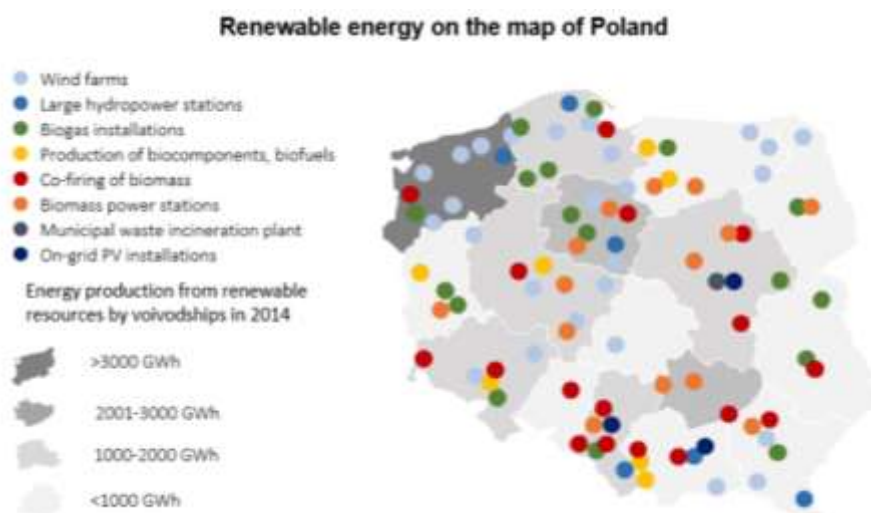 Renewable energy on the map of Poland
Wind farms
Large hydropower stations
Biogas installations
Production of biocomponents, biofuels
Co-firing of biomass
Biomass power stations
Municipal waste incineration plant
On-grid PV installations
Energy production from renewable
resources by voivodships in 2014
>3000 GWh
2001-3000 GWh
1000-2000 GWh
<1000 GWh